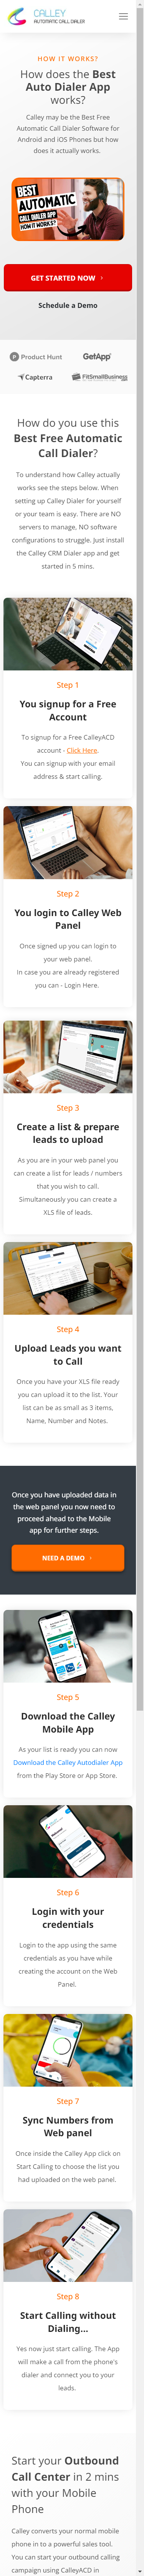 CALLEY
AUTOMATIC CALL DIALER
HOW IT WORKS?
How does the Best
Auto Dialer App
works?
Calley may be the Best Free
Automatic Call Dialer Software for
Android and iOS Phones but how
does it actually works.
BEST
AUTOMATIC
CALL DIALER APP
HOW IT WORKS?
GET STARTED NOW
Schedule a Demo
Product Hunt
GetApp
Capterra
FitSmallBusiness
How do you use this
Best Free Automatic
Call Dialer?
To understand how Calley actually
works see the steps below. When
setting up Calley Dialer for yourself
or your team is easy. There are NO
servers to manage, NO software
configurations to struggle. Just install
the Calley CRM Dialer app and get
started in 5 mins.
Step 1
You signup for a Free
Account
To signup for a Free CalleyACD
account - Click Here.
You can signup with your email
address & start calling.
Step 2
You login to Calley Web
Panel
Once signed up you can login to
your web panel.
In case you are already registered
you can - Login Here.
Step 3
Create a list & prepare
leads to upload
As you are in your web panel you
can create a list for leads / numbers
that you wish to call.
Simultaneously you can create a
XLS file of leads.
Step 4
Upload Leads you want
to Call
Once you have your XLS file ready
you can upload it to the list. Your
list can be as small as 3 items,
Name, Number and Notes.
Once you have uploaded data in
the web panel you now need to
proceed ahead to the Mobile
app for further steps.
NEED A DEMO
Step 5
Download the Calley
Mobile App
As your list is ready you can now
Download the Calley Autodialer App
from the Play Store or App Store.
Step 6
Login with your
credentials
Login to the app using the same
credentials as you have while
creating the account on the Web
Panel.
Step 7
Sync Numbers from
Web panel
Once inside the Calley App click on
Start Calling to choose the list you
had uploaded on the web panel.
Step 8
Start Calling without
Dialing...
Yes now just start calling. The App
will make a call from the phone's
dialer and connect you to your
leads.
Start your Outbound
Call Center in 2 mins
with your Mobile
Phone
Calley converts your normal mobile
phone in to a powerful sales tool.
You can start your outbound calling
campaign using CalleyACD in